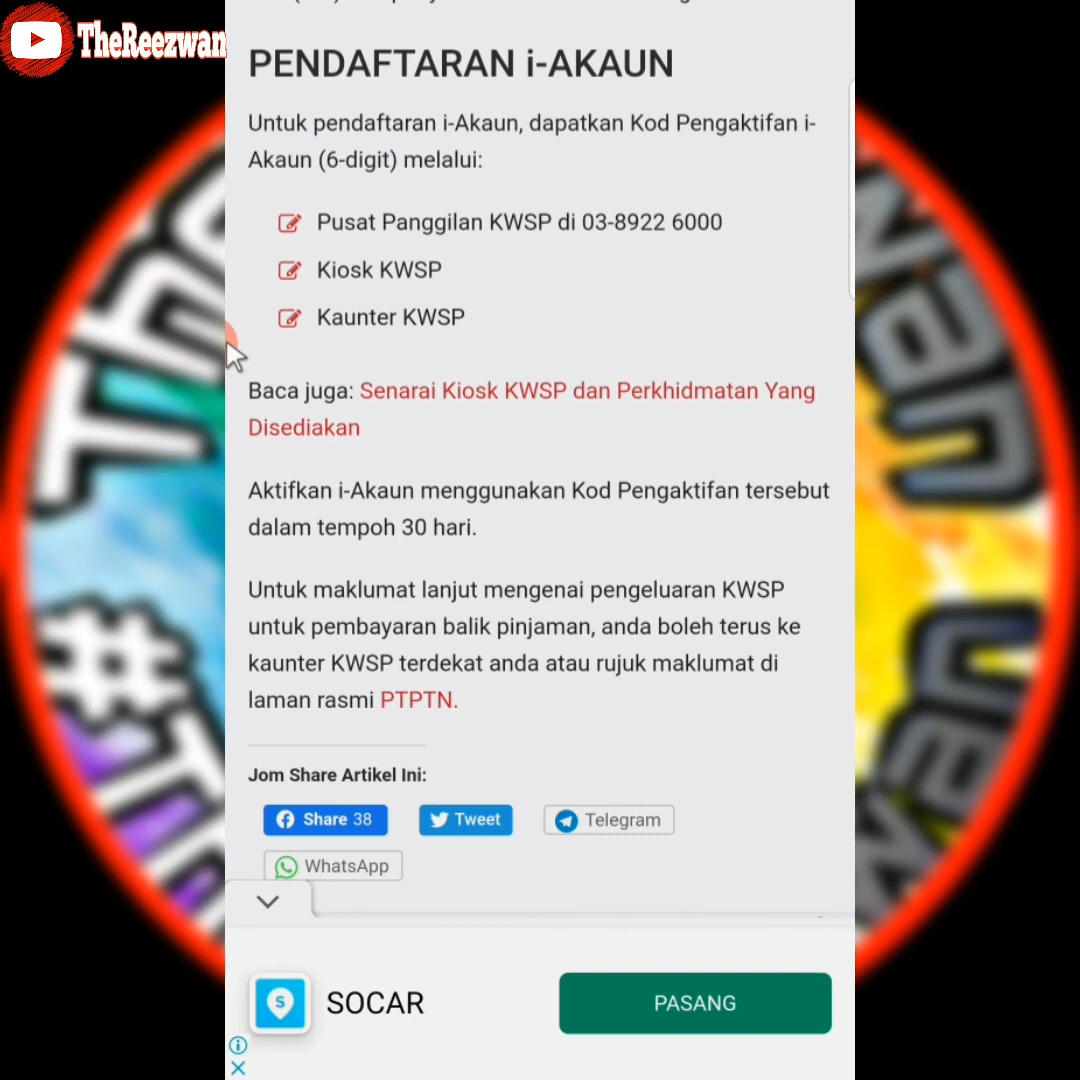 TheReezwan
PENDAFTARAN i-AKAUN
Untuk pendaftaran i-Akaun, dapatkan Kod Pengaktifan i-
Akaun (6-digit) melalui:
Pusat Panggilan KWSP di 03-8922 6000
Kiosk KWSP
Kaunter KWSP
Baca juga: Senarai Kiosk KWSP dan Perkhidmatan Yang
Disediakan
Aktifkan i-Akaun menggunakan Kod Pengaktifan tersebut
dalam tempoh 30 hari.
Untuk maklumat lanjut mengenai pengeluaran KWSP
untuk pembayaran balik pinjaman, anda boleh terus ke
kaunter KWSP terdekat anda atau rujuk maklumat di
laman rasmi PTPTN.
Jom Share Artikel Ini:
Share 38
Tweet
Telegram
WhatsApp
S
SOCAR
PASANG